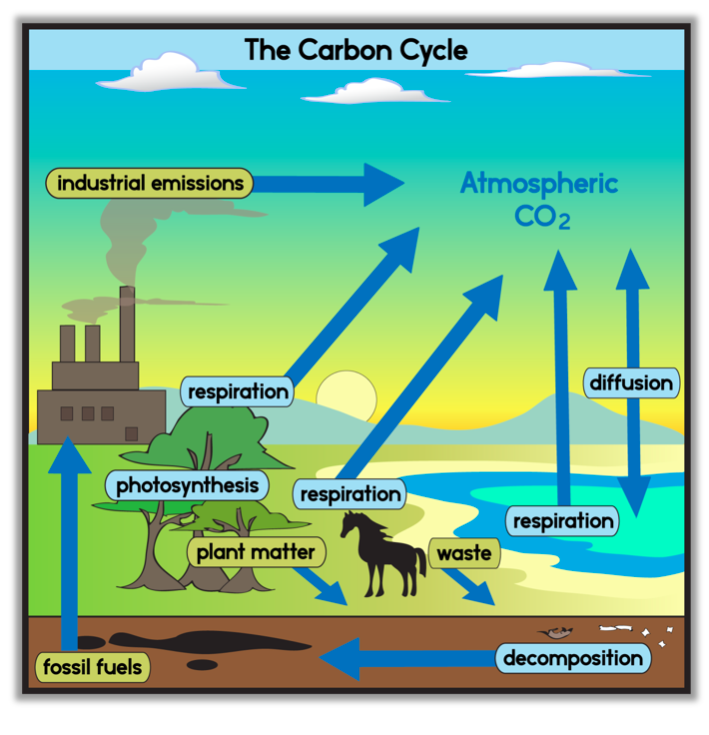 The Carbon Cycle
industrial emissions
Atmospheric
CO₂
respiration
diffusion
photosynthesis
respiration
respiration
plant matter
waste
fossil fuels
decomposition